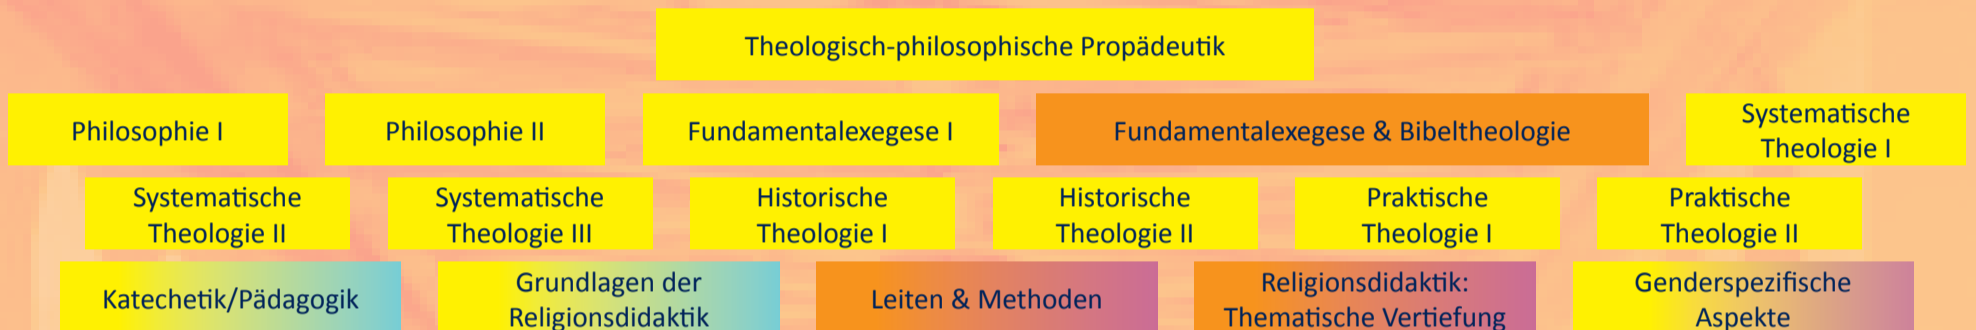 Theologisch-philosophische Propädeutik
Philosophie I
Philosophie II
Fundamentalexegese I
Fundamentalexegese & Bibeltheologie
Systematische
Theologie I
Systematische
Theologie II
Systematische
Theologie III
Historische
Theologie I
Historische
Theologie II
Praktische
Theologie I
Praktische
Theologie II
Katechetik/Pädagogik
Grundlagen der
Religionsdidaktik
Leiten & Methoden
Religionsdidaktik:
Thematische Vertiefung
Genderspezifische
Aspekte